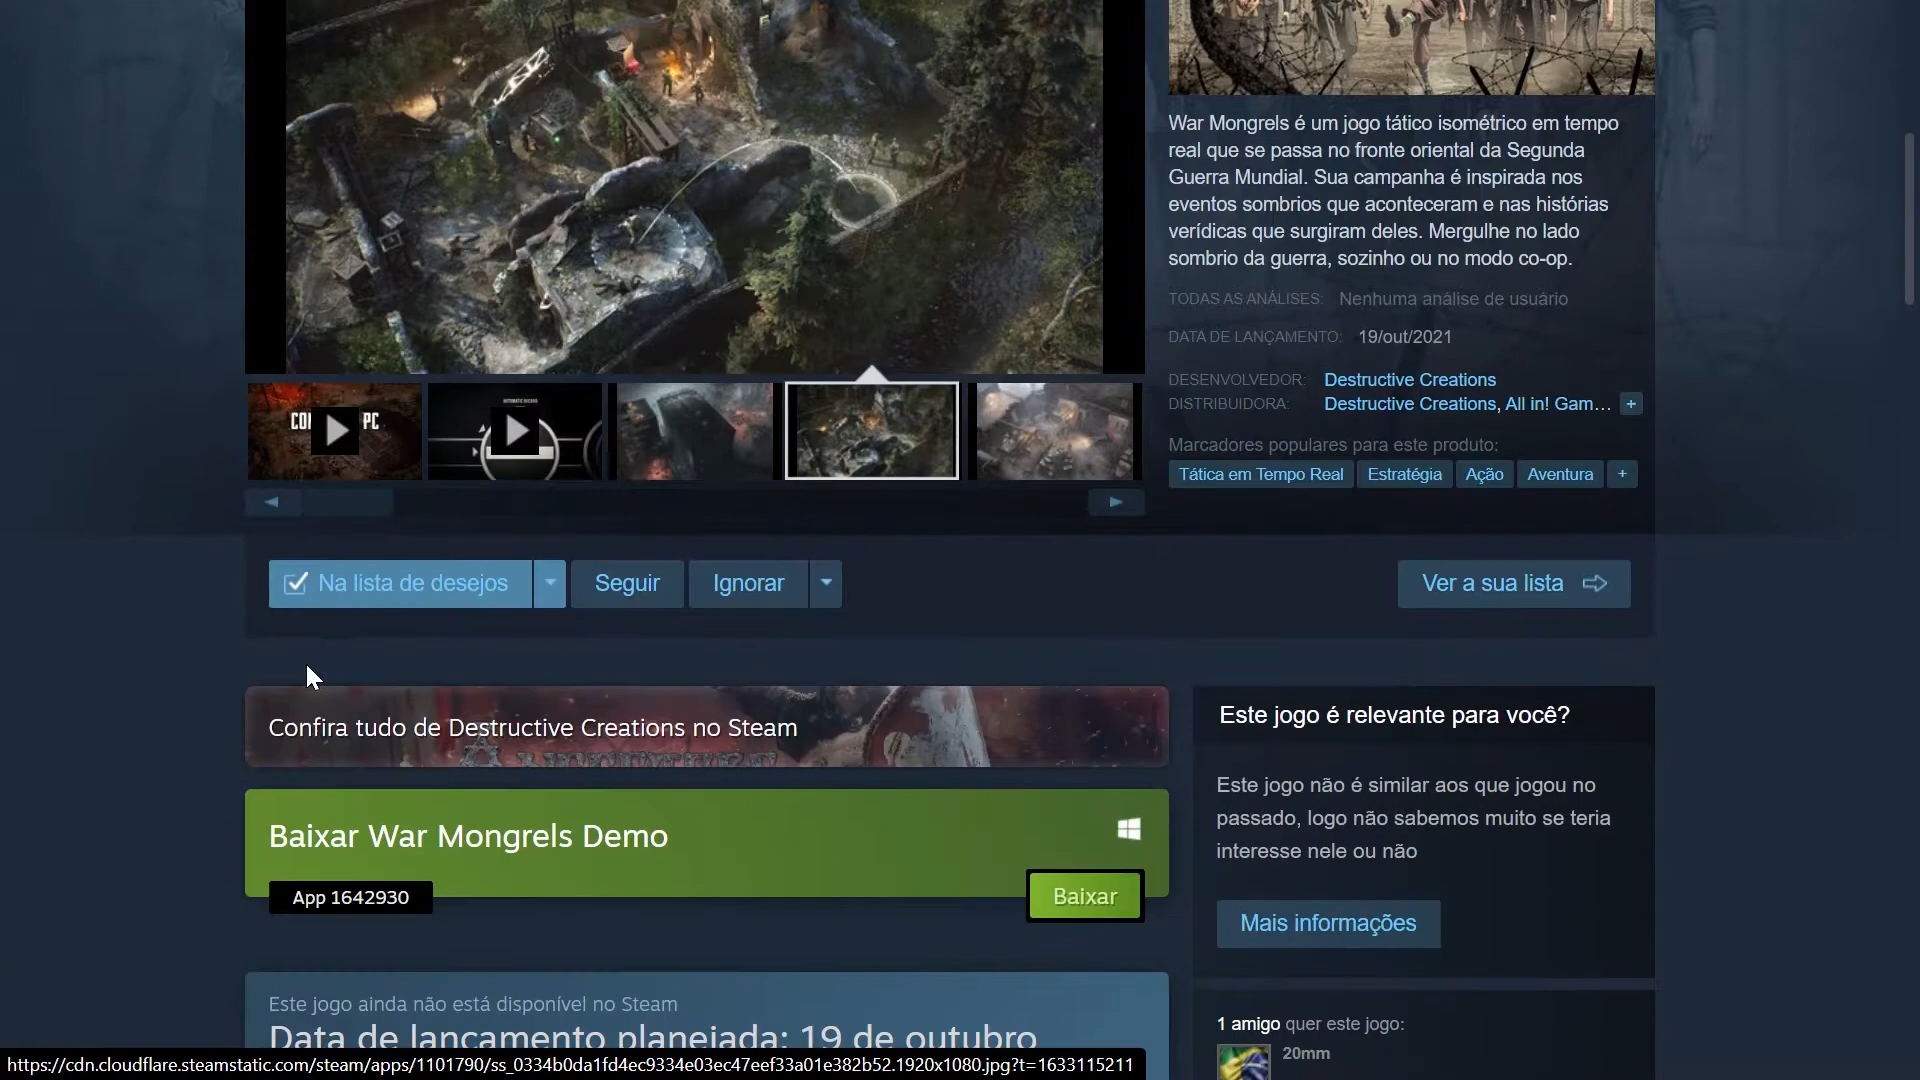 War Mongrels é um jogo tático isométrico em tempo
real que se passa no fronte oriental da Segunda
Guerra Mundial. Sua campanha é inspirada nos
eventos sombrios que aconteceram e nas histórias
verídicas que surgiram deles. Mergulhe no lado
sombrio da guerra, sozinho ou no modo co-op.
TODAS AS ANÁLISES: Nenhuma análise de usuário
DATA DE LANÇAMENTO: 19/out/2021
DESENVOLVEDOR: Destructive Creations
DISTRIBUIDORA: Destructive Creations, All in! Gam… +
Marcadores populares para este produto:
Tática em Tempo Real Estratégia Ação Aventura +
PC
Na lista de desejos Seguir Ignorar Ver a sua lista
Confira tudo de Destructive Creations no Steam
Baixar War Mongrels Demo
App 1642930
Baixar
Este jogo ainda não está disponível no Steam
Data de lançamento planejada: 19 de outubro
Este jogo é relevante para você?
Este jogo não é similar aos que jogou no
passado, logo não sabemos muito se teria
interesse nele ou não
Mais informações
1 amigo quer este jogo:
20mm
https://cdn.cloudflare.steamstatic.com/steam/apps/1101790/ss_0334b0da1fd4ec9334e03ec47eef33a01e382b52.1920x1080.jpg?t=1633115211